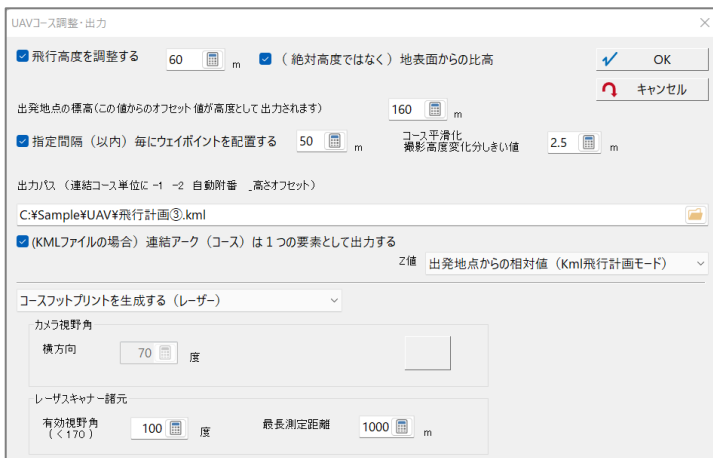 UAVコース調整・出力
飛行高度を調整する 60 m （ 絶対高度ではなく ）地表面からの比高
OK
キャンセル
出発地点の標高(この値からのオフセット値が高度として出力されます) 160 m
指定間隔（以内）毎にウェイポイントを配置する 50 m
コース平滑化
撮影高度変化分しきい値 2.5 m
出力パス （連結コース単位に -1 -2 自動附番 _高さオフセット）
C:¥Sample¥UAV¥飛行計画③.kml
(KMLファイルの場合）連結アーク（コース）は１つの要素として出力する
Z値 出発地点からの相対値（Kml飛行計画モード）
コースフットプリントを生成する（レーザー）
カメラ視野角
横方向 70 度
レーザスキャナー諸元
有効視野角
（<170） 100 度
最長測定距離 1000 m